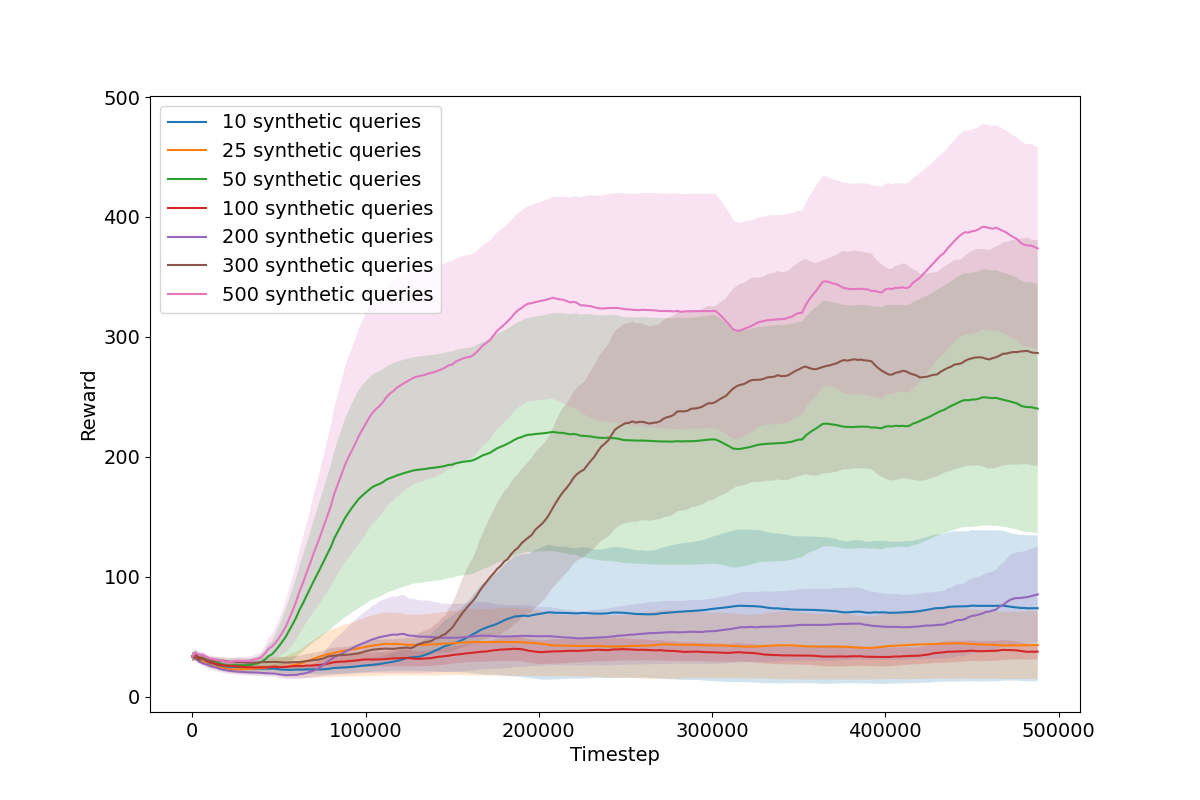 500
400
300
200
100
0
Reward
10 synthetic queries
25 synthetic queries
50 synthetic queries
100 synthetic queries
200 synthetic queries
300 synthetic queries
500 synthetic queries
0 100000 200000 300000 400000 500000
Timestep